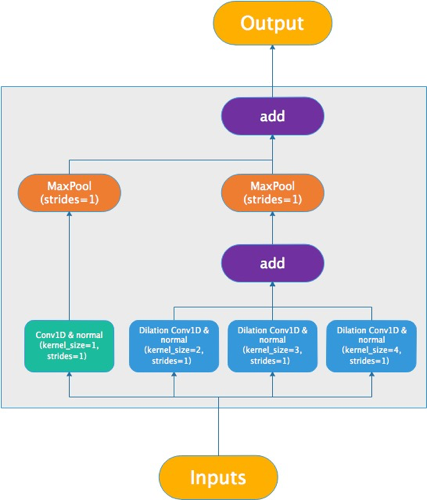 Output
add
MaxPool
(strides=1)
MaxPool
(strides=1)
add
Conv1D & normal
(kernel_size=1,
strides=1)
Dilation Conv1D &
normal
(kernel_size=2,
strides=1)
Dilation Conv1D &
normal
(kernel_size=3,
strides=1)
Dilation Conv1D &
normal
(kernel_size=4,
strides=1)
Inputs